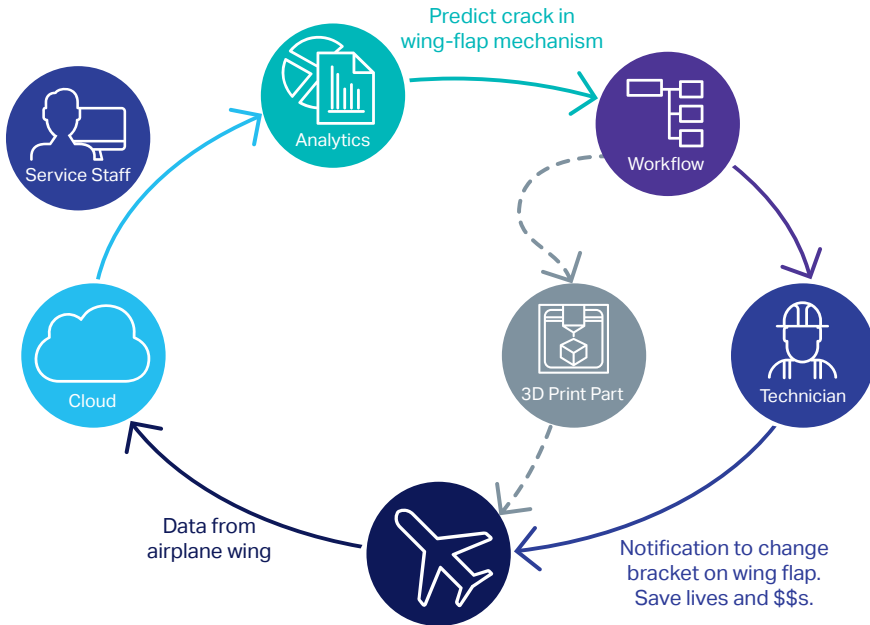 Predict crack in
wing-flap mechanism
Analytics
Service Staff
Workflow
Cloud
3D Print Part
Technician
Data from
airplane wing
Notification to change
bracket on wing flap.
Save lives and $$s.